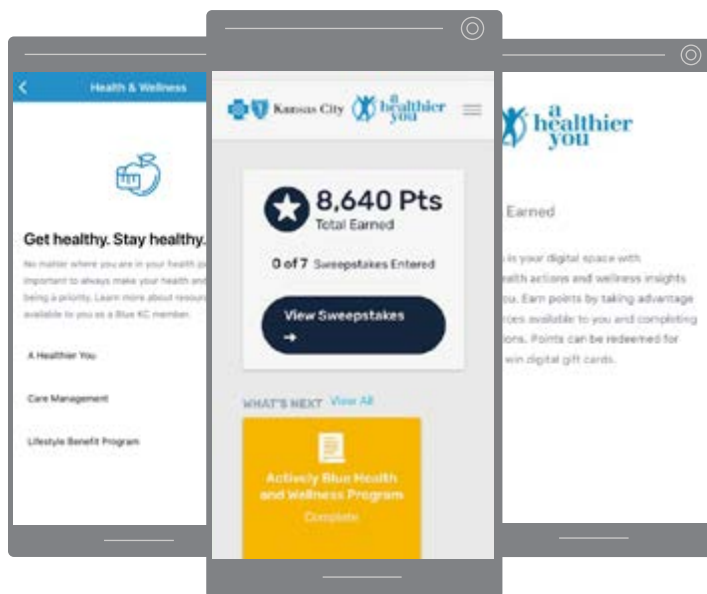 Health & Wellness
Get healthy. Stay healthy.
No matter where you are in your health jo
important to always make your health and
being a priority. Learn more about resour
available to you as a Blue KC member.
A Healthier You
Care Management
Lifestyle Benefit Program
Kansas City a healthier you
8,640 Pts
Total Earned
0 of 7 Sweepstakes Entered
View Sweepstakes
→
WHAT'S NEXT View All
Actively Blue Health
and Wellness Program
Complete
a
healthier
you
Earned
is your digital space with
ealth actions and wellness insights
ou. Earn points by taking advantage
rces available to you and completing
ions. Points can be redeemed for
win digital gift cards.